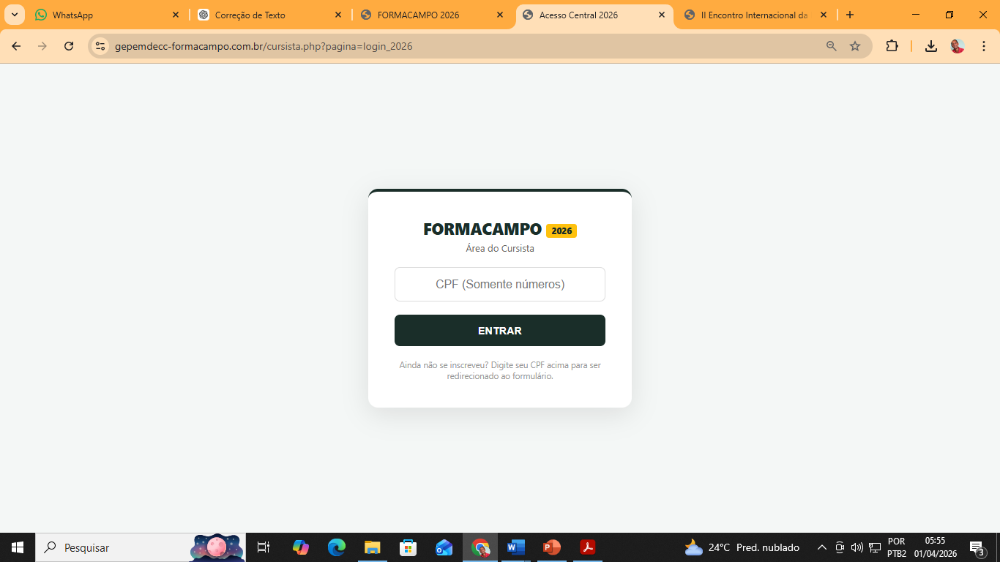 WhatsApp
Correção de Texto
FORMACAMPO 2026
Acesso Central 2026
II Encontro Internacional da
gepemdecc-formacampo.com.br/cursista.php?pagina=login_2026
FORMACAMPO 2026
Área do Cursista
CPF (Somente números)
ENTRAR
Ainda não se inscreveu? Digite seu CPF acima para ser
redirecionado ao formulário.
Pesquisar
24°C Pred. nublado
POR
PTB2
05:55
01/04/2026
3